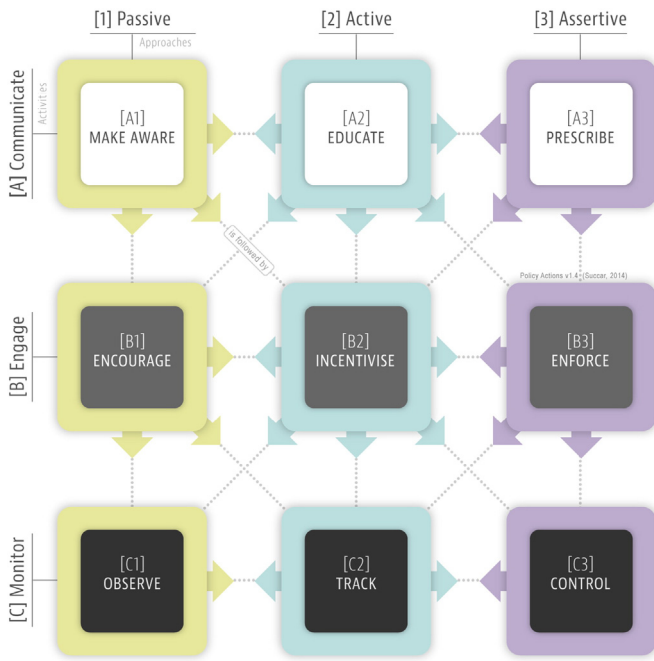 [1] Passive
[2] Active
[3] Assertive
Approaches
[A] Communicate
Activities
[A1]
MAKE AWARE
[A2]
EDUCATE
[A3]
PRESCRIBE
is followed by
Policy Actions v1.4 (Succar, 2014)
[B] Engage
[B1]
ENCOURAGE
[B2]
INCENTIVISE
[B3]
ENFORCE
[C] Monitor
[C1]
OBSERVE
[C2]
TRACK
[C3]
CONTROL